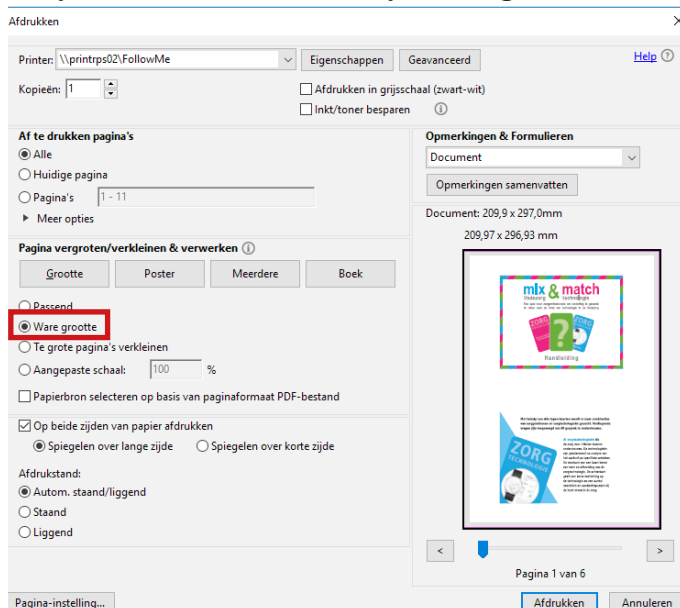 Afdrukken
Printer: \\printrps02\FollowMe Eigenschappen Geavanceerd Help
Kopieën: 1 Afdrukken in grijsschaal (zwart-wit)
Inkt/toner besparen
Af te drukken pagina's
Alle
Huidige pagina
Pagina's 1 - 11
Meer opties
Pagina vergroten/verkleinen & verwerken
Grootte Poster Meerdere Boek
Passend
Ware grootte
Te grote pagina's verkleinen
Aangepaste schaal: 100 %
Papierbron selecteren op basis van paginaformaat PDF-bestand
Op beide zijden van papier afdrukken
Spiegelen over lange zijde Spiegelen over korte zijde
Afdrukstand:
Autom. staand/liggend
Staand
Liggend
Opmerkingen & Formulieren
Document
Opmerkingen samenvatten
Document: 209,9 x 297,0mm
209,97 x 296,93 mm
mix & match
Handleiding
ZORG
TECHNOLOGIE
< >
Pagina 1 van 6
Pagina-instelling... Afdrukken Annuleren